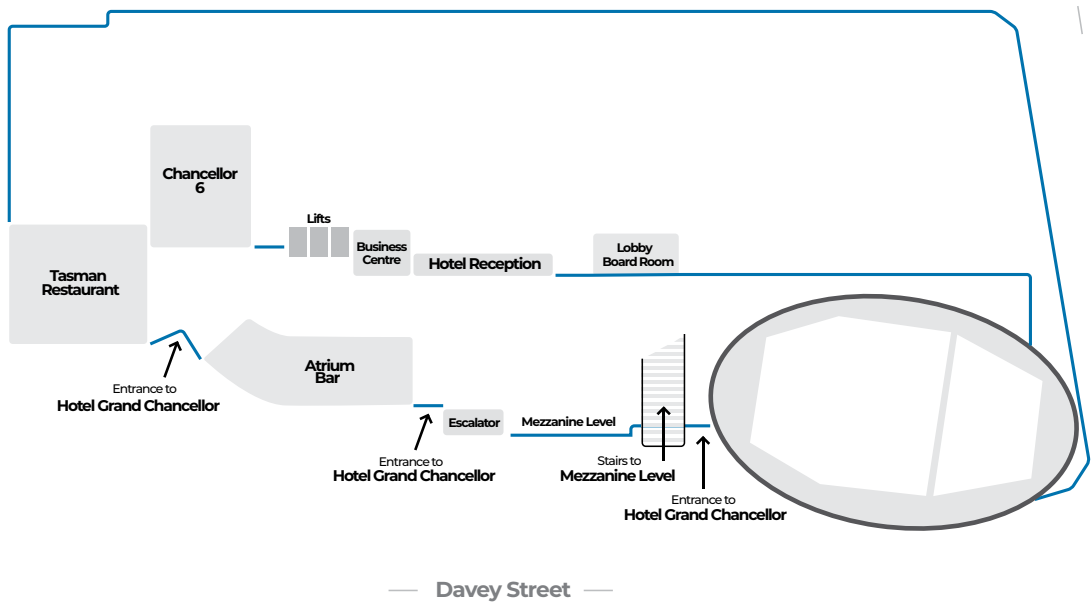 Chancellor
6
Lifts
Business
Centre
Hotel Reception
Lobby
Board Room
Tasman
Restaurant
Atrium
Bar
Entrance to
Hotel Grand Chancellor
Escalator
Mezzanine Level
Entrance to
Hotel Grand Chancellor
Stairs to
Mezzanine Level
Entrance to
Hotel Grand Chancellor
Davey Street